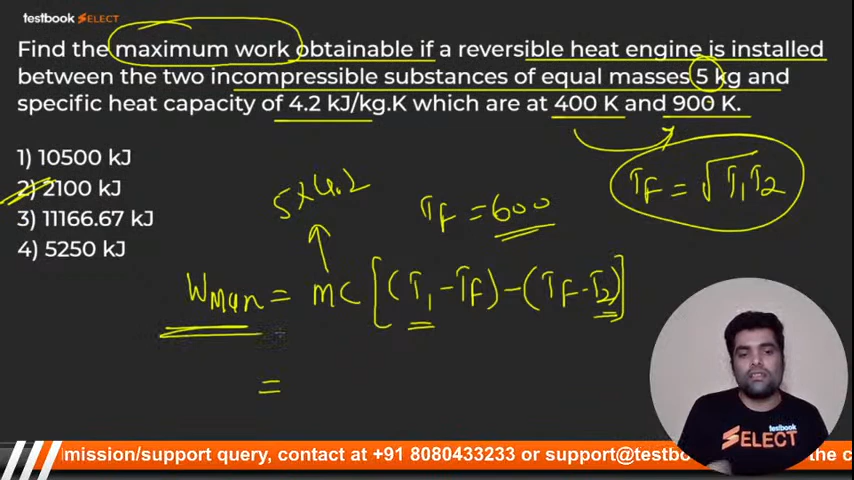 testbook SELECT
Find the maximum work obtainable if a reversible heat engine is installed
between the two incompressible substances of equal masses 5 kg and
specific heat capacity of 4.2 kJ/kg.K which are at 400 K and 900 K.
1) 10500 kJ
2) 2100 kJ
3) 11166.67 kJ
4) 5250 kJ
5×4.2
TF = 600
TF = √T1T2
WMax = mc [(T1-TF)-(TF-T2)]
=
testbook
SELECT
mission/support query, contact at +91 8080433233 or support@testb
the c